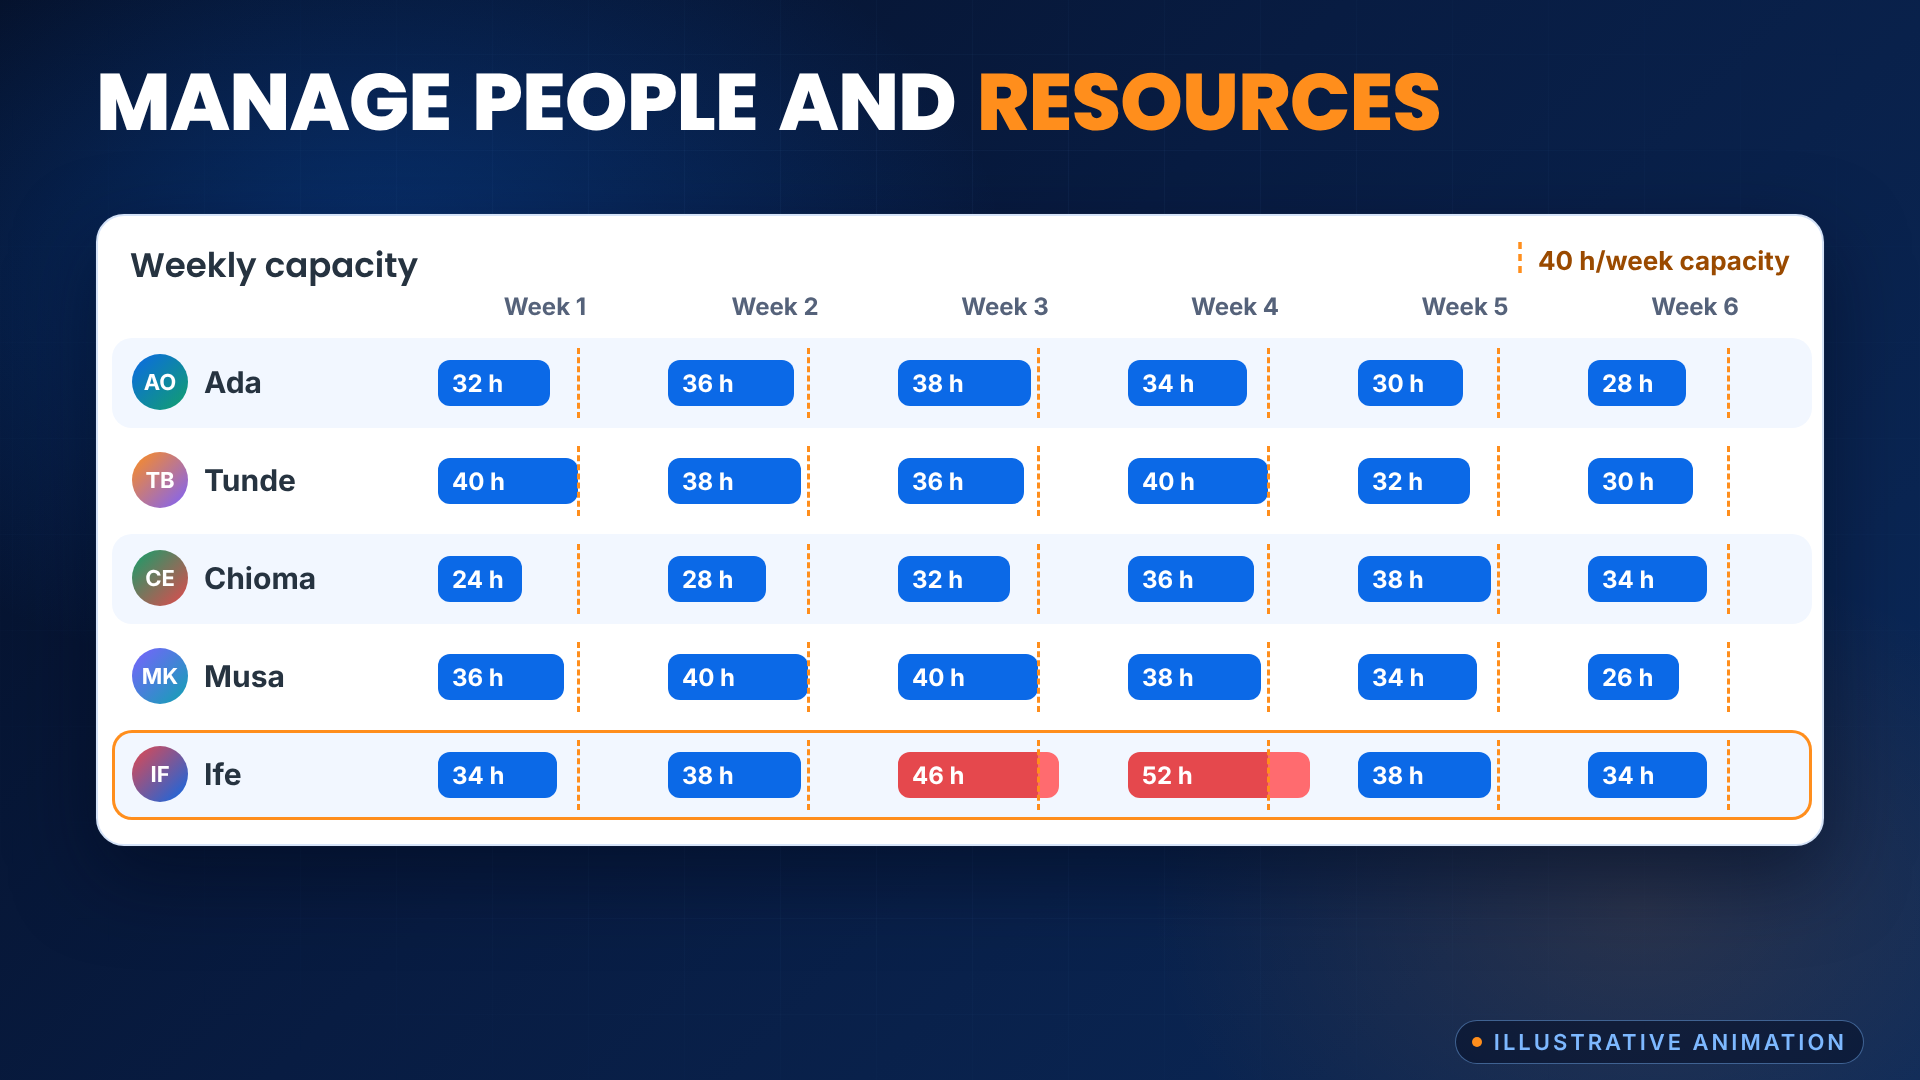 MANAGE PEOPLE AND RESOURCES
Weekly capacity
40 h/week capacity
Week 1 Week 2 Week 3 Week 4 Week 5 Week 6
AO Ada 32 h 36 h 38 h 34 h 30 h 28 h
TB Tunde 40 h 38 h 36 h 40 h 32 h 30 h
CE Chioma 24 h 28 h 32 h 36 h 38 h 34 h
MK Musa 36 h 40 h 40 h 38 h 34 h 26 h
IF Ife 34 h 38 h 46 h 52 h 38 h 34 h
ILLUSTRATIVE ANIMATION